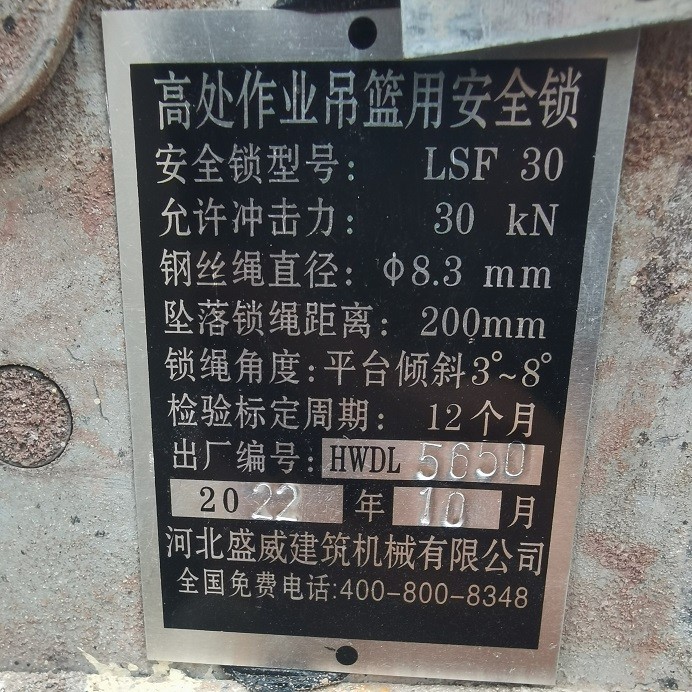 高处作业吊篮用安全锁
安全锁型号: LSF 30
允许冲击力: 30 kN
钢丝绳直径: Φ8.3 mm
坠落锁绳距离: 200mm
锁绳角度:平台倾斜3°~8°
检验标定周期: 12个月
出厂编号: HWDL 5650
2022 年 10 月
河北盛威建筑机械有限公司
全国免费电话:400-800-8348